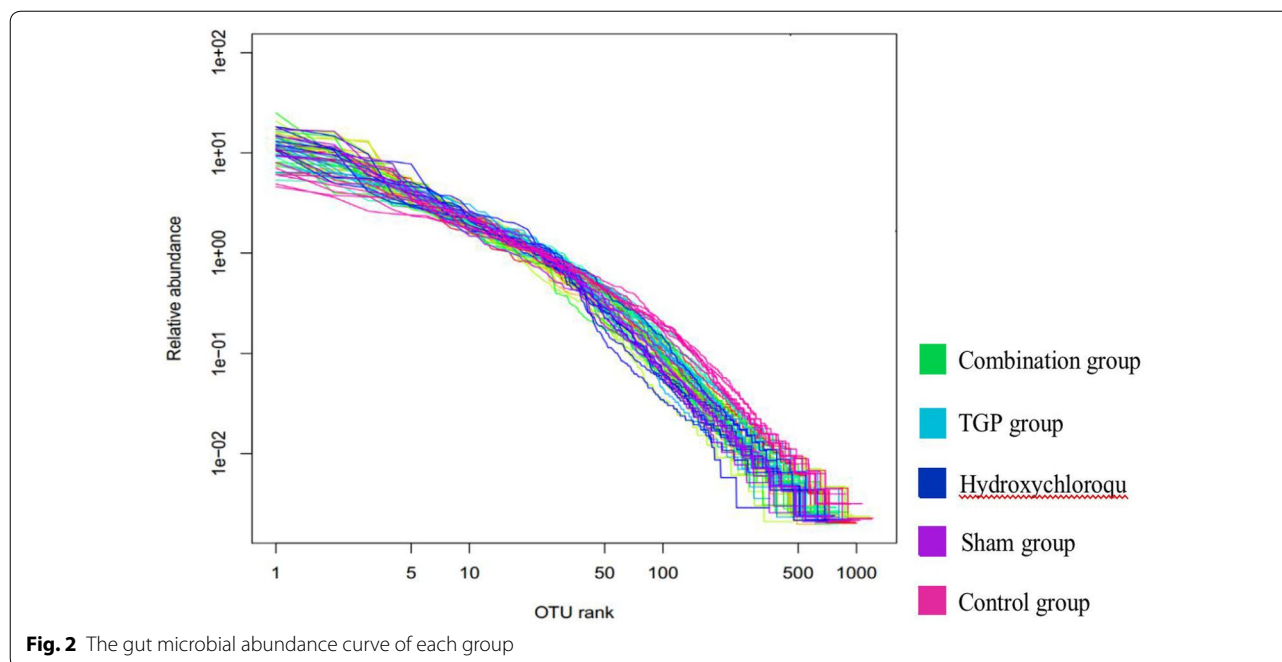 1e+02
1e+01
1e+00
1e−01
1e−02
Relative abundance
1
5
10
50
100
500
1000
OTU rank
Combination group
TGP group
Hydroxychloroqu
Sham group
Control group
Fig. 2 The gut microbial abundance curve of each group